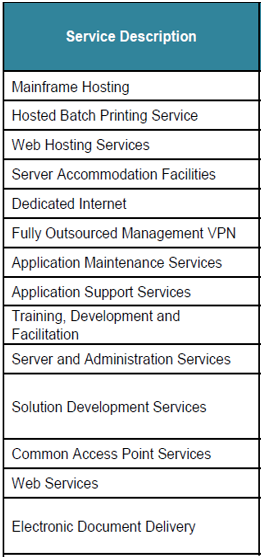 Service Description
Mainframe Hosting
Hosted Batch Printing Service
Web Hosting Services
Server Accommodation Facilities
Dedicated Internet
Fully Outsourced Management VPN
Application Maintenance Services
Application Support Services
Training, Development and
Facilitation
Server and Administration Services
Solution Development Services
Common Access Point Services
Web Services
Electronic Document Delivery